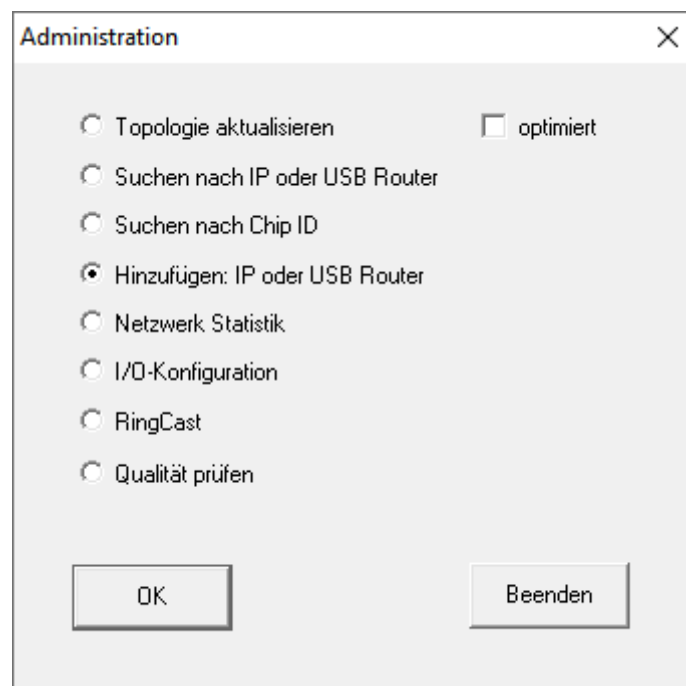 Administration
Topologie aktualisieren
optimiert
Suchen nach IP oder USB Router
Suchen nach Chip ID
Hinzufügen: IP oder USB Router
Netzwerk Statistik
I/O-Konfiguration
RingCast
Qualität prüfen
OK
Beenden